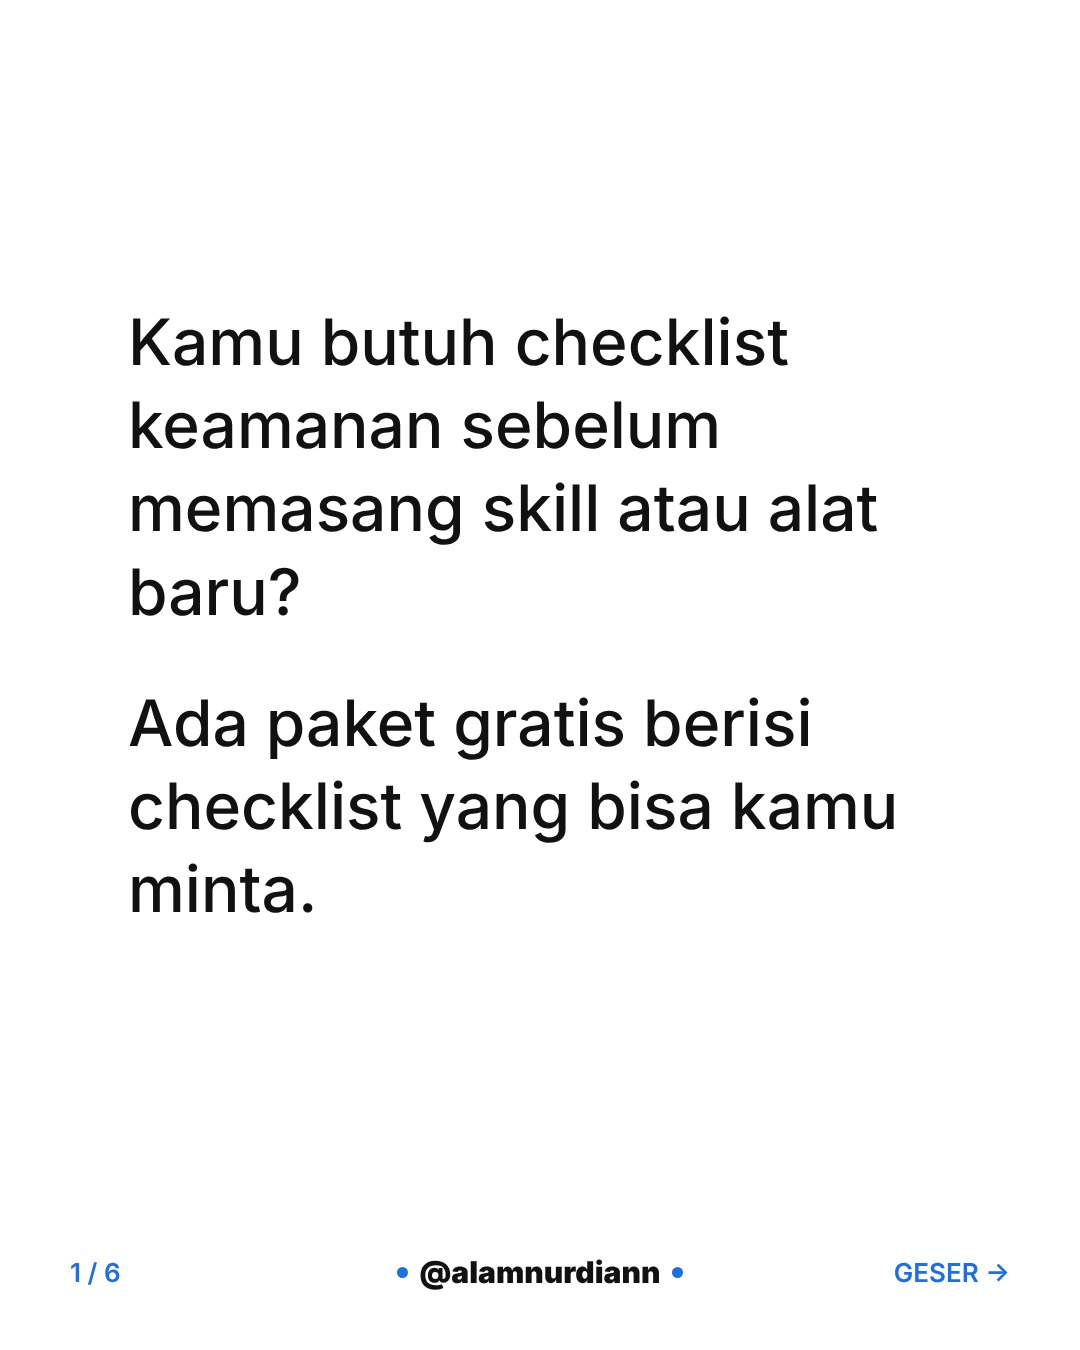 Kamu butuh checklist
keamanan sebelum
memasang skill atau alat
baru?
Ada paket gratis berisi
checklist yang bisa kamu
minta.
1 / 6
• @alamnurdiann •
GESER →